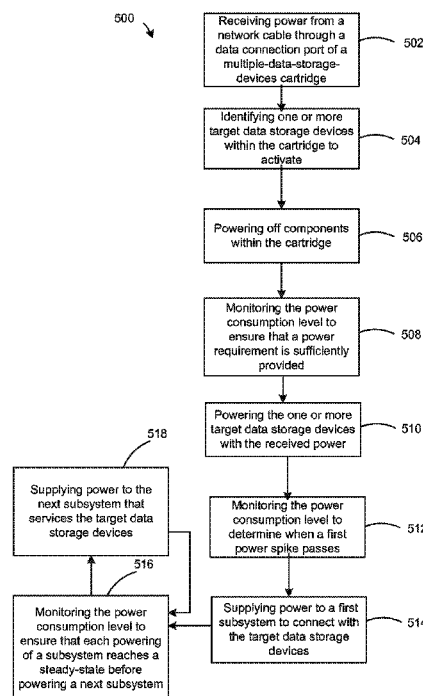 500
Receiving power from a
network cable through a
data connection port of a
multiple-data-storage-
devices cartridge
502
Identifying one or more
target data storage devices
within the cartridge to
activate
504
Powering off components
within the cartridge
506
Monitoring the power
consumption level to
ensure that a power
requirement is sufficiently
provided
508
Powering the one or more
target data storage devices
with the received power
510
518
Supplying power to the
next subsystem that
services the target data
storage devices
Monitoring the power
consumption level to
determine when a first
power spike passes
512
516
Monitoring the power
consumption level to
ensure that each powering
of a subsystem reaches a
steady-state before
powering a next subsystem
Supplying power to a first
subsystem to connect with
the target data storage
devices
514